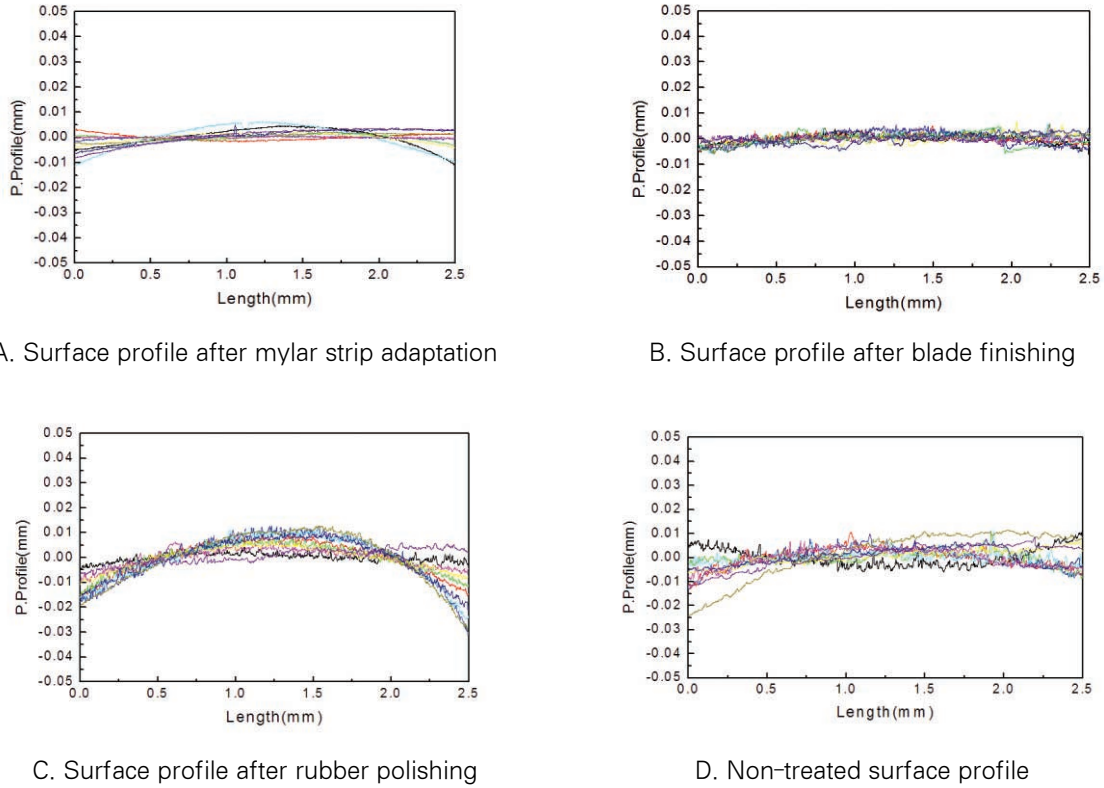 0.05
0.04
0.03
0.02
0.01
0.00
-0.01
-0.02
-0.03
-0.04
-0.05
P.Profile(mm)
0.0 0.5 1.0 1.5 2.0 2.5
Length(mm)
A. Surface profile after mylar strip adaptation
0.05
0.04
0.03
0.02
0.01
0.00
-0.01
-0.02
-0.03
-0.04
-0.05
P.Profile(mm)
0.0 0.5 1.0 1.5 2.0 2.5
Length(mm)
B. Surface profile after blade finishing
0.05
0.04
0.03
0.02
0.01
0.00
-0.01
-0.02
-0.03
-0.04
-0.05
P.Profile(mm)
0.0 0.5 1.0 1.5 2.0 2.5
Length(mm)
C. Surface profile after rubber polishing
0.05
0.04
0.03
0.02
0.01
0.00
-0.01
-0.02
-0.03
-0.04
-0.05
P.Profile(mm)
0.0 0.5 1.0 1.5 2.0 2.5
Length(mm)
D. Non-treated surface profile